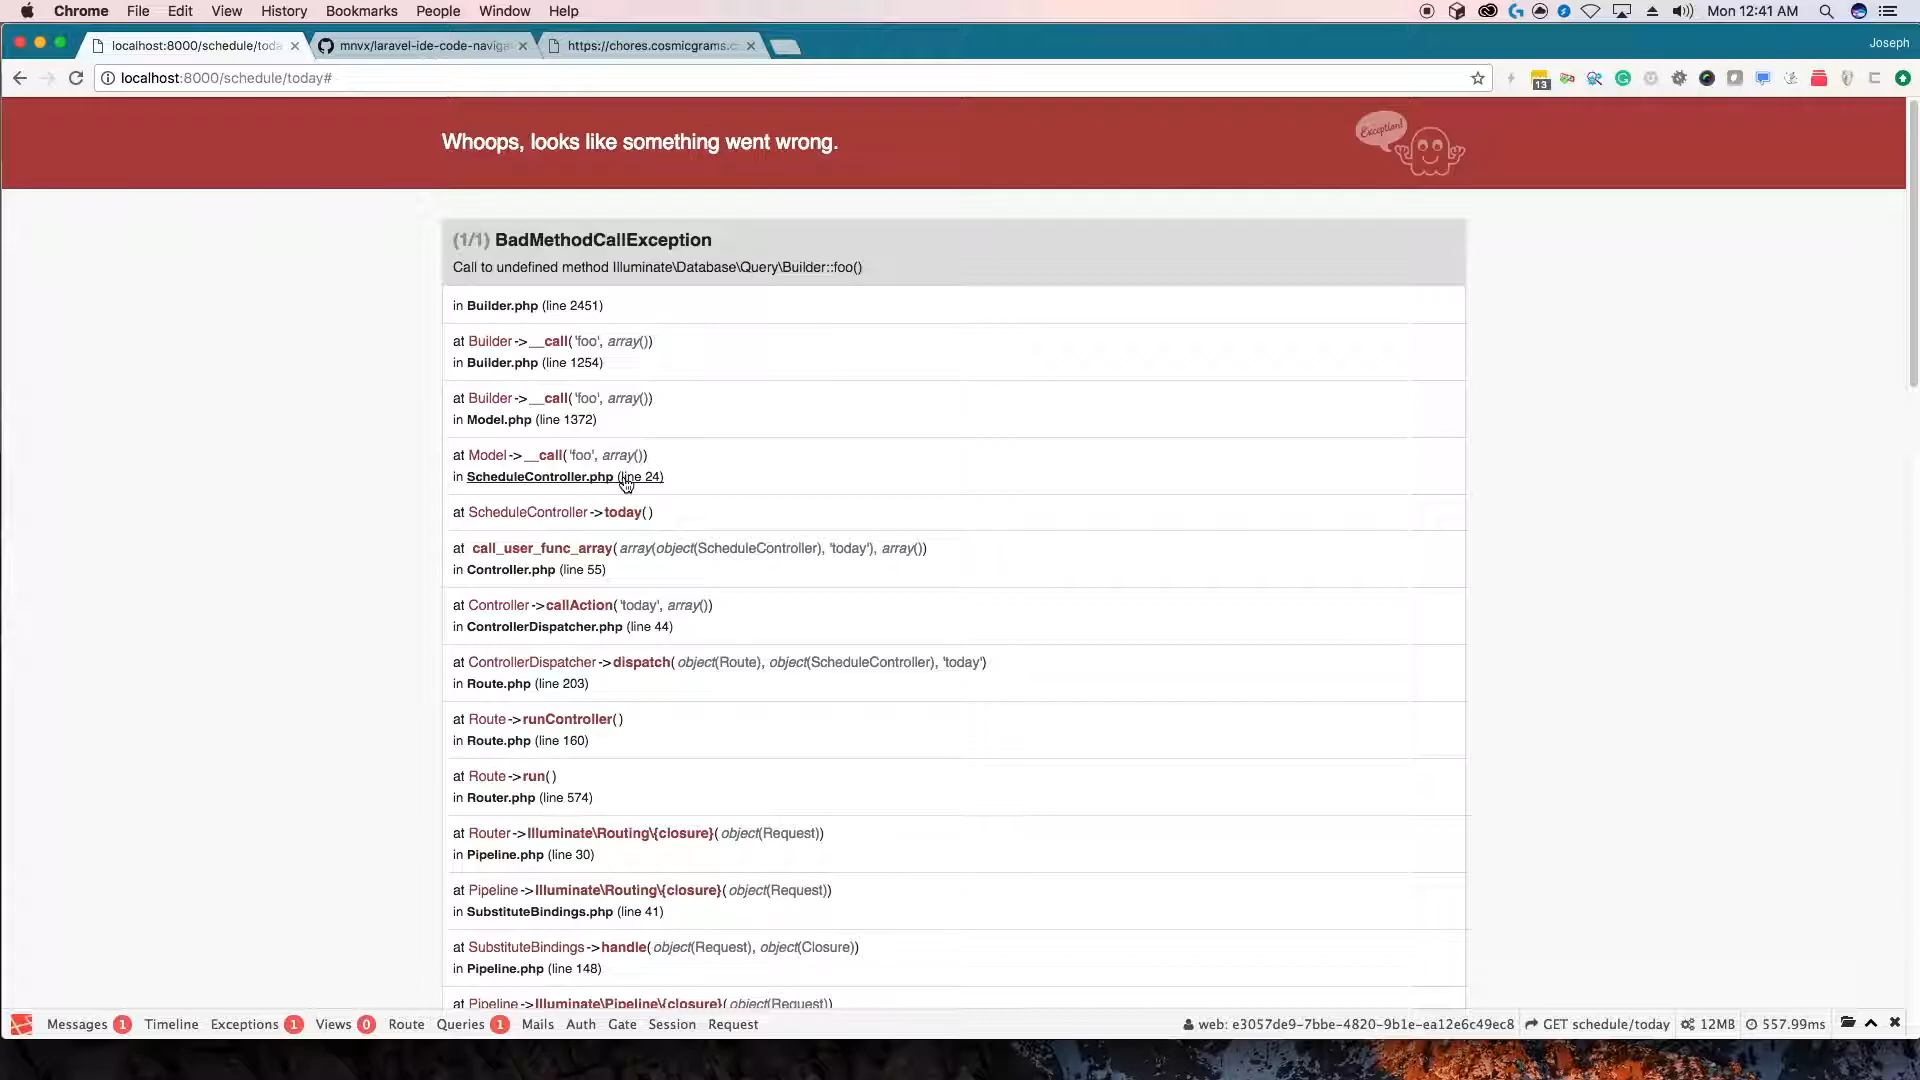 Chrome File Edit View History Bookmarks People Window Help Mon 12:41 AM
localhost:8000/schedule/toda mnvx/laravel-ide-code-naviga https://chores.cosmicgrams.c Joseph
localhost:8000/schedule/today# 13
Whoops, looks like something went wrong.
Exception!
(1/1) BadMethodCallException
Call to undefined method Illuminate\Database\Query\Builder::foo()
in Builder.php (line 2451)
at Builder->__call('foo', array())
in Builder.php (line 1254)
at Builder->__call('foo', array())
in Model.php (line 1372)
at Model->__call('foo', array())
in ScheduleController.php (line 24)
at ScheduleController->today()
at call_user_func_array(array(object(ScheduleController), 'today'), array())
in Controller.php (line 55)
at Controller->callAction('today', array())
in ControllerDispatcher.php (line 44)
at ControllerDispatcher->dispatch(object(Route), object(ScheduleController), 'today')
in Route.php (line 203)
at Route->runController()
in Route.php (line 160)
at Route->run()
in Router.php (line 574)
at Router->Illuminate\Routing\{closure}(object(Request))
in Pipeline.php (line 30)
at Pipeline->Illuminate\Routing\{closure}(object(Request))
in SubstituteBindings.php (line 41)
at SubstituteBindings->handle(object(Request), object(Closure))
in Pipeline.php (line 148)
at Pipeline->Illuminate\Pipeline\{closure}(object(Request))
Messages 1 Timeline Exceptions 1 Views 0 Route Queries 1 Mails Auth Gate Session Request web: e3057de9-7bbe-4820-9b1e-ea12e6c49ec8 GET schedule/today 12MB 557.99ms